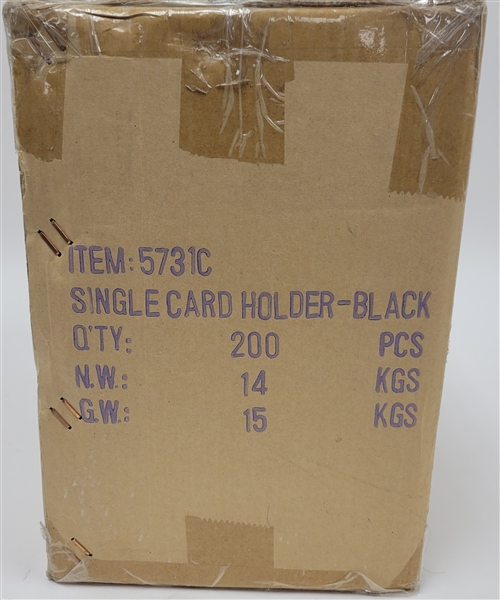 ITEM: 5731C
SINGLE CARD HOLDER-BLACK
Q'TY: 200 PCS
N.W.: 14 KGS
G.W.: 15 KGS